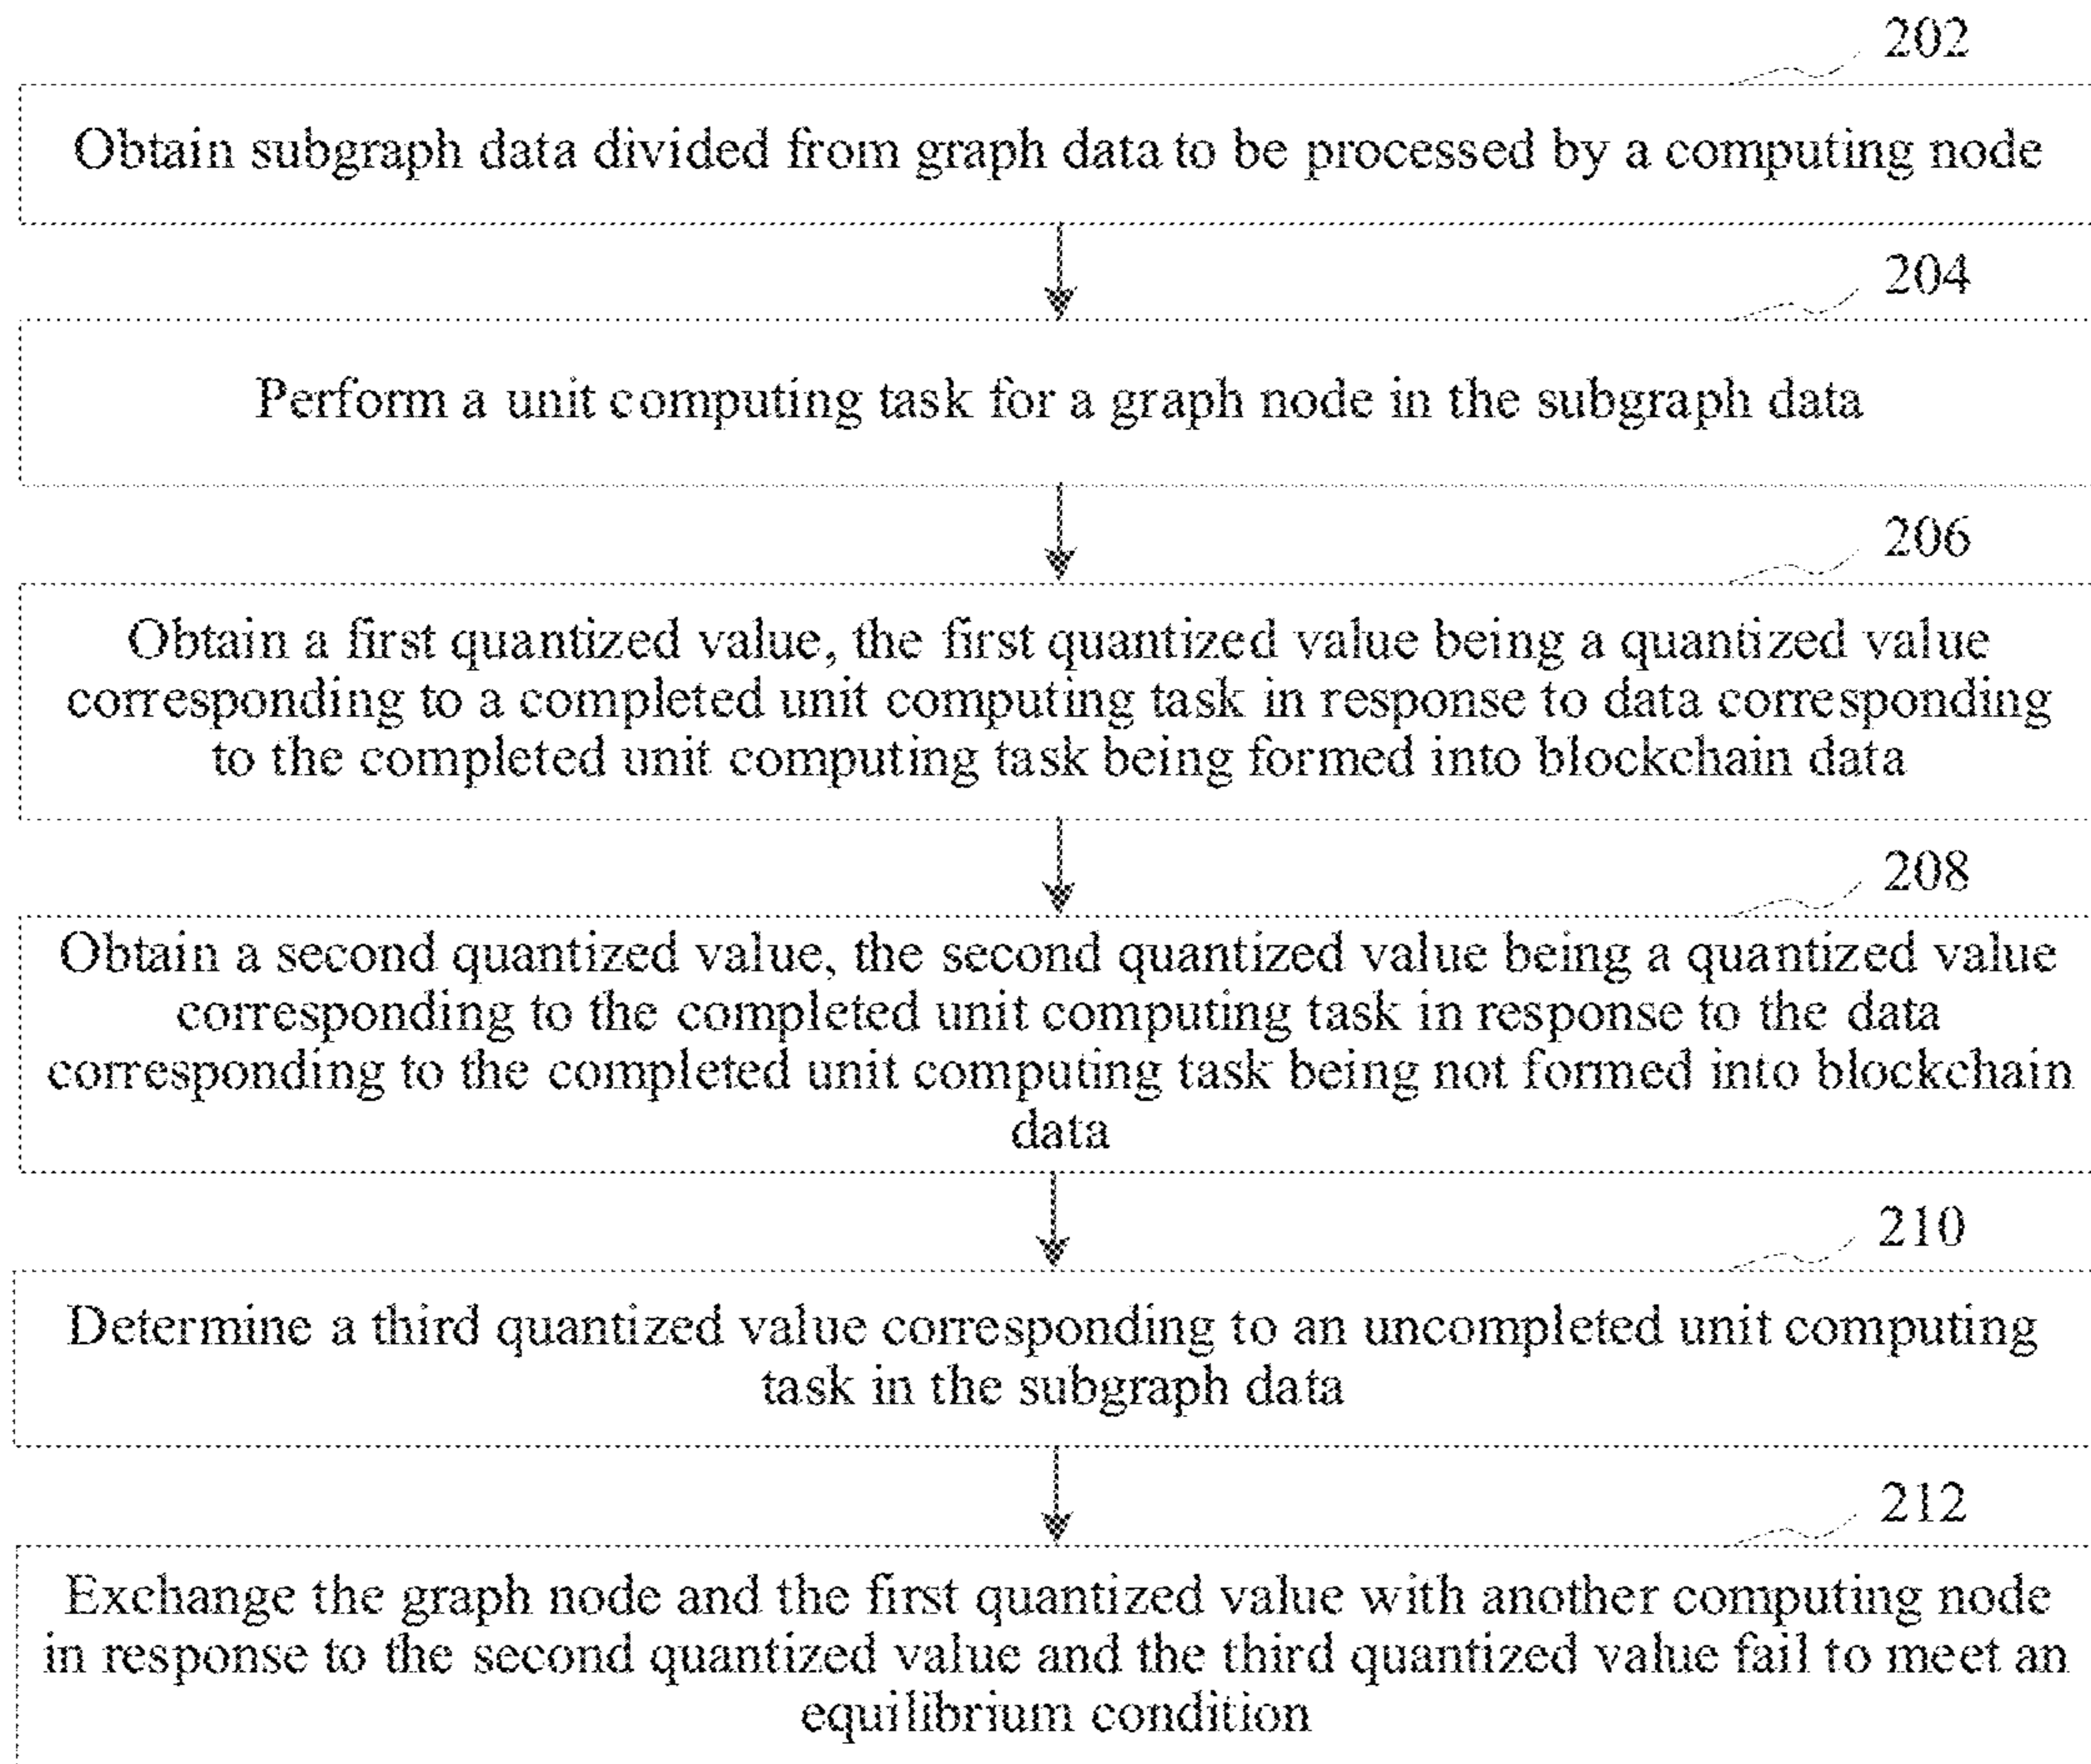 202
Obtain subgraph data divided from graph data to be processed by a computing node
204
Perform a unit computing task for a graph node in the subgraph data
206
Obtain a first quantized value, the first quantized value being a quantized value
corresponding to a completed unit computing task in response to data corresponding
to the completed unit computing task being formed into blockchain data
208
Obtain a second quantized value, the second quantized value being a quantized value
corresponding to the completed unit computing task in response to the data
corresponding to the completed unit computing task being not formed into blockchain
data
210
Determine a third quantized value corresponding to an uncompleted unit computing
task in the subgraph data
212
Exchange the graph node and the first quantized value with another computing node
in response to the second quantized value and the third quantized value fail to meet an
equilibrium condition